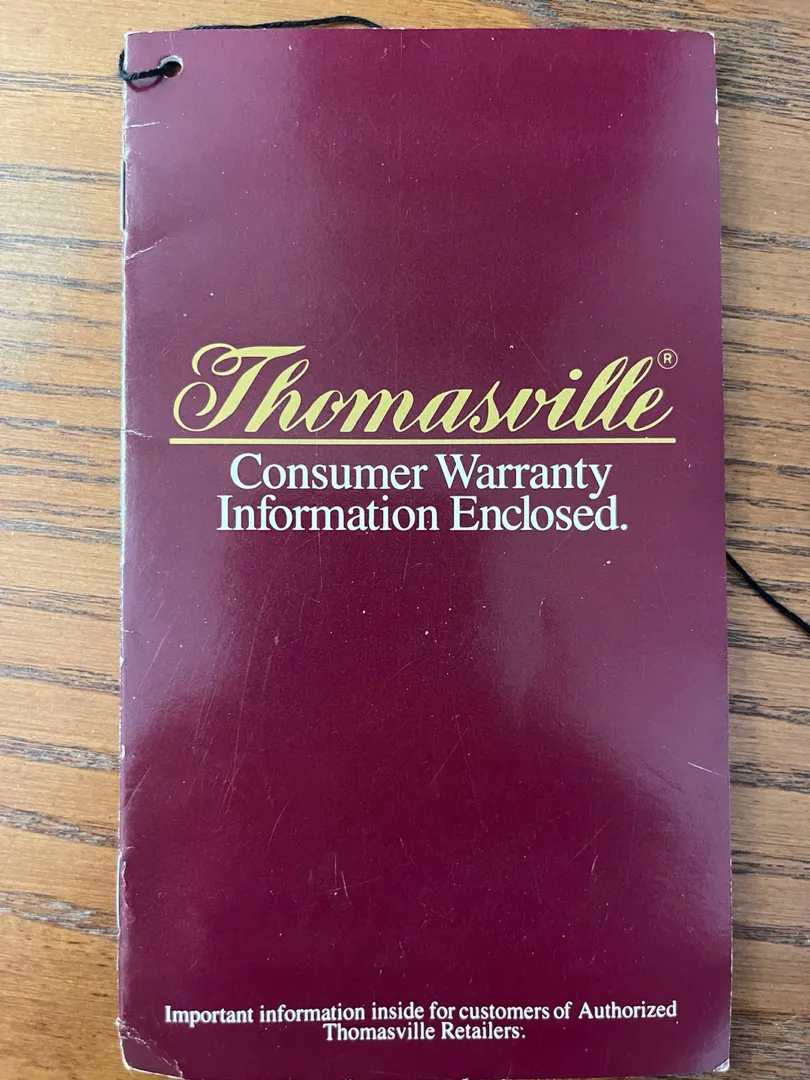 Thomasville®
Consumer Warranty
Information Enclosed.
Important information inside for customers of Authorized
Thomasville Retailers.